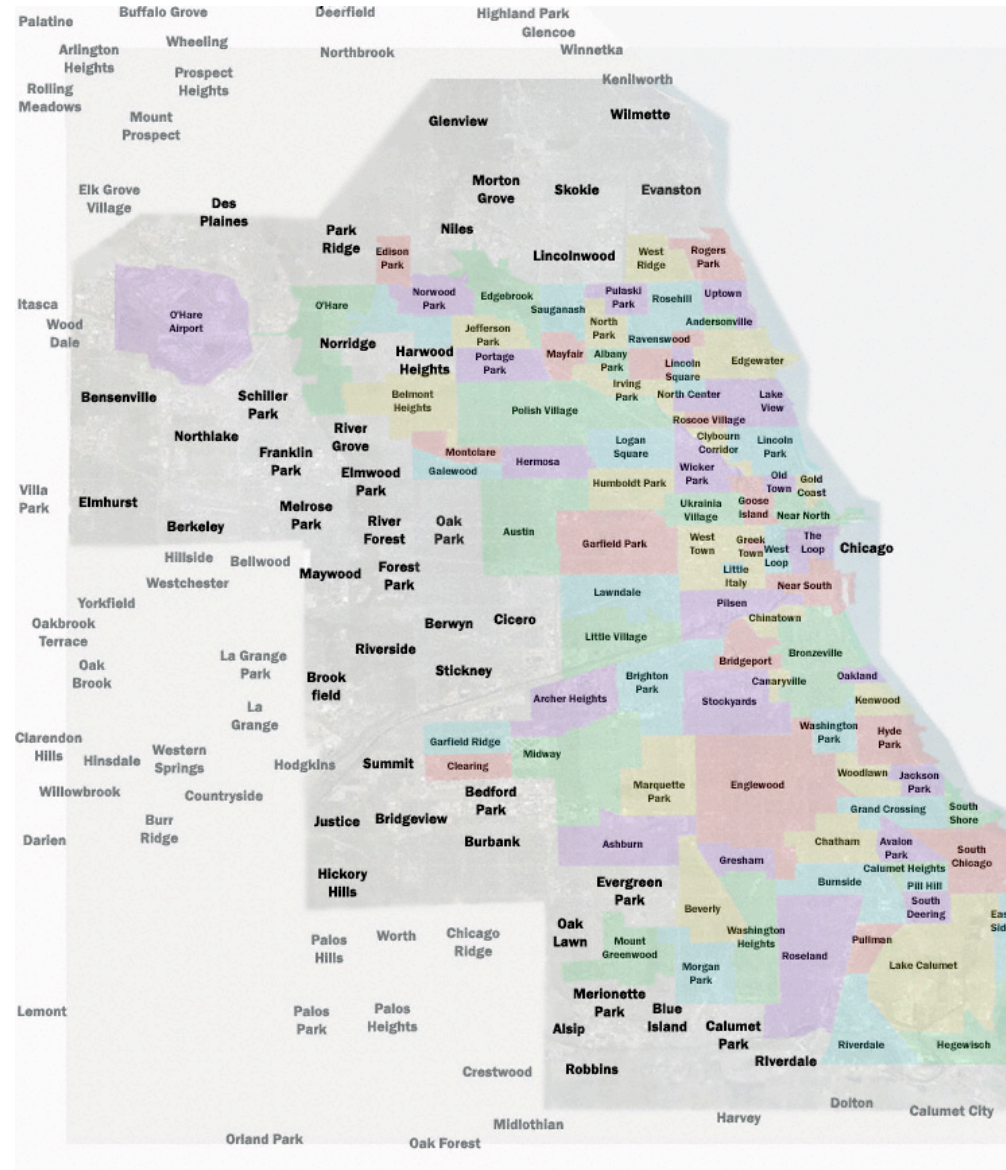 Palatine
Buffalo Grove
Deerfield
Highland Park
Glencoe
Winnetka
Arlington
Heights
Wheeling
Northbrook
Prospect
Heights
Kenilworth
Rolling
Meadows
Mount
Prospect
Glenview
Wilmette
Elk Grove
Village
Des
Plaines
Morton
Grove
Skokie
Evanston
Park
Ridge
Niles
Edison
Park
Lincolnwood
West
Ridge
Rogers
Park
Itasca
Wood
Dale
O'Hare
Airport
O'Hare
Norwood
Park
Edgebrook
Sauganash
Pulaski
Park
Rosehill
Uptown
Andersonville
Norridge
Jefferson
Park
North
Park
Ravenswood
Harwood
Heights
Portage
Park
Mayfair
Albany
Park
Lincoln
Square
Edgewater
Bensenville
Schiller
Park
Belmont
Heights
Irving
Park
North Center
Lake
View
Polish Village
Roscoe Village
Northlake
River
Grove
Franklin
Park
Montclare
Galewood
Hermosa
Logan
Square
Clybourn
Corridor
Lincoln
Park
Elmwood
Park
Humboldt Park
Wicker
Park
Old
Town
Gold
Coast
Villa
Park
Elmhurst
Berkeley
Melrose
Park
River
Forest
Oak
Park
Austin
Ukrainia
Village
Goose
Island
Near North
Garfield Park
West
Town
Greek
Town
West
Loop
The
Loop
Chicago
Hillside
Bellwood
Maywood
Forest
Park
Little
Italy
Near South
Westchester
Lawndale
Pilsen
Yorkfield
Chinatown
Oakbrook
Terrace
Berwyn
Cicero
Little Village
Oak
Brook
La Grange
Park
Riverside
Bridgeport
Bronzeville
Brook
field
Stickney
Brighton
Park
Canaryville
Oakland
Archer Heights
Stockyards
Kenwood
La
Grange
Clarendon
Hills
Hinsdale
Western
Springs
Hodgkins
Summit
Garfield Ridge
Clearing
Midway
Washington
Park
Hyde
Park
Willowbrook
Countryside
Bedford
Park
Marquette
Park
Englewood
Woodlawn
Jackson
Park
Grand Crossing
South
Shore
Darien
Burr
Ridge
Justice
Bridgeview
Burbank
Ashburn
Gresham
Chatham
Avalon
Park
South
Chicago
Calumet Heights
Hickory
Hills
Evergreen
Park
Burnside
Pill Hill
South
Deering
Beverly
Eas
Sid
Palos
Hills
Worth
Chicago
Ridge
Oak
Lawn
Mount
Greenwood
Washington
Heights
Pullman
Roseland
Morgan
Park
Lake Calumet
Lemont
Palos
Park
Palos
Heights
Merionette
Park
Alsip
Blue
Island
Calumet
Park
Riverdale
Riverdale
Hegewisch
Crestwood
Robbins
Dolton
Calumet City
Midlothian
Harvey
Orland Park
Oak Forest